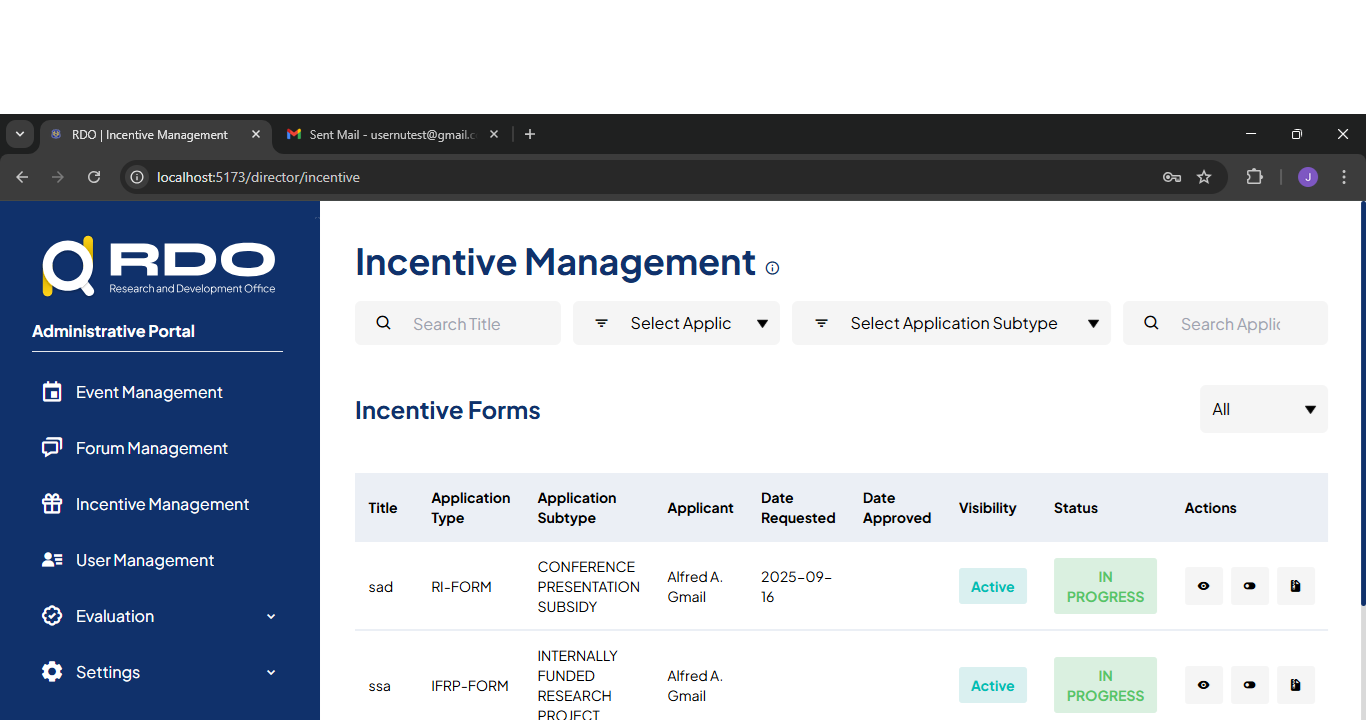 RDO | Incentive Management
Sent Mail - usernutest@gmail.c
localhost:5173/director/incentive
J
RDO
Research and Development Office
Administrative Portal
Event Management
Forum Management
Incentive Management
User Management
Evaluation
Settings
Incentive Management
Search Title
Select Applic
Select Application Subtype
Search Applic
Incentive Forms
All
Title Application Type Application Subtype Applicant Date Requested Date Approved Visibility Status Actions
sad RI-FORM CONFERENCE PRESENTATION SUBSIDY Alfred A. Gmail 2025-09-16 Active IN PROGRESS
ssa IFRP-FORM INTERNALLY FUNDED RESEARCH PROJECT Alfred A. Gmail Active IN PROGRESS